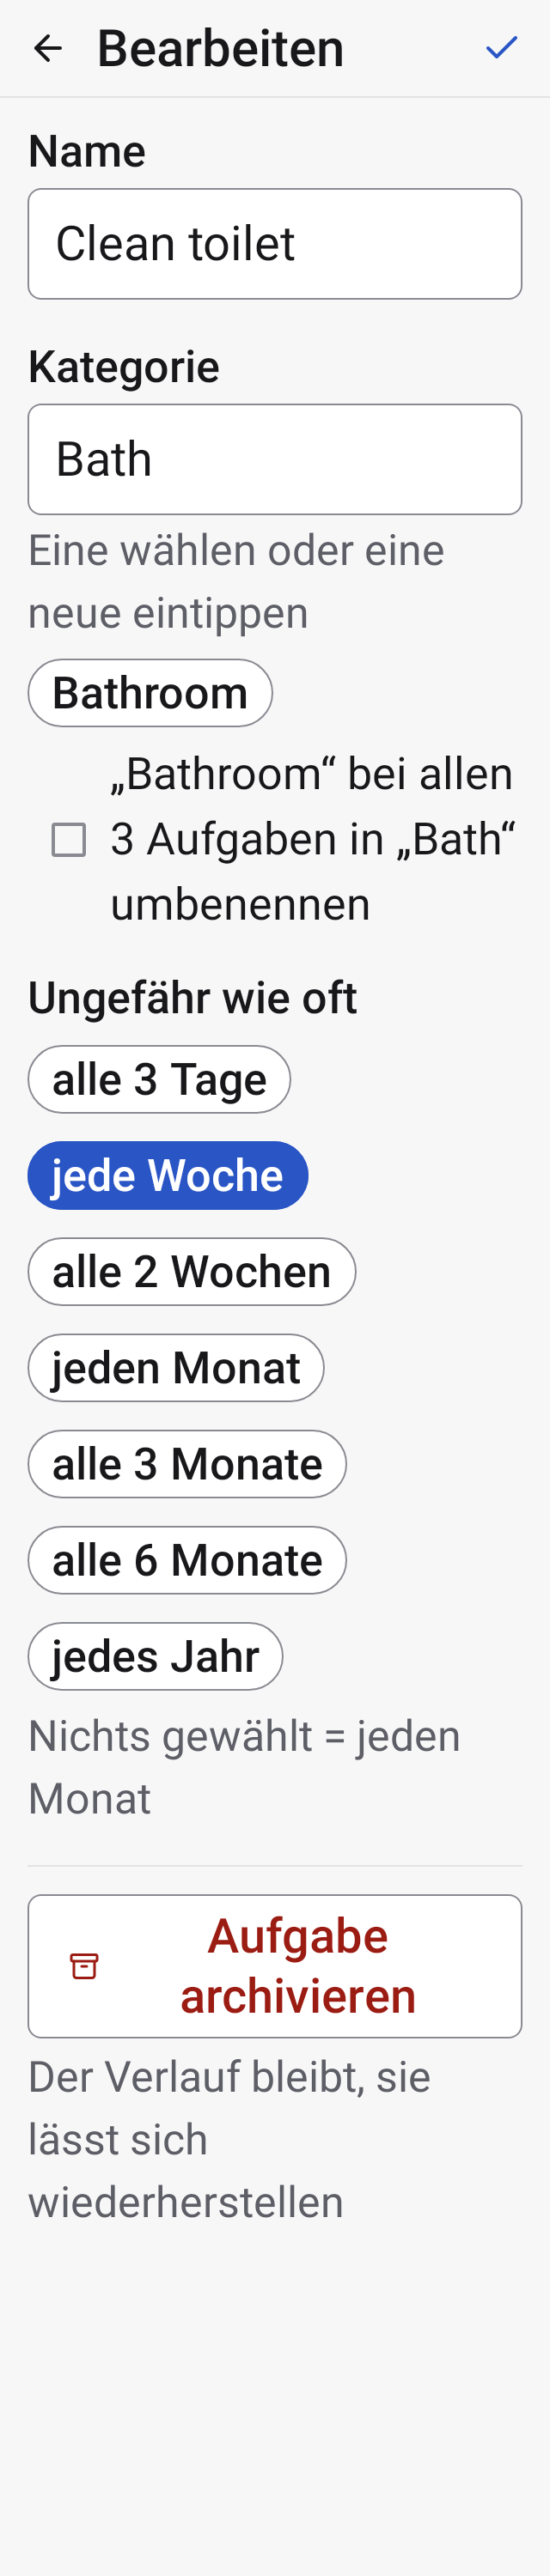 Bearbeiten
Name
Clean toilet
Kategorie
Bath
Eine wählen oder eine
neue eintippen
Bathroom
„Bathroom“ bei allen
3 Aufgaben in „Bath“
umbenennen
Ungefähr wie oft
alle 3 Tage
jede Woche
alle 2 Wochen
jeden Monat
alle 3 Monate
alle 6 Monate
jedes Jahr
Nichts gewählt = jeden
Monat
Aufgabe
archivieren
Der Verlauf bleibt, sie
lässt sich
wiederherstellen